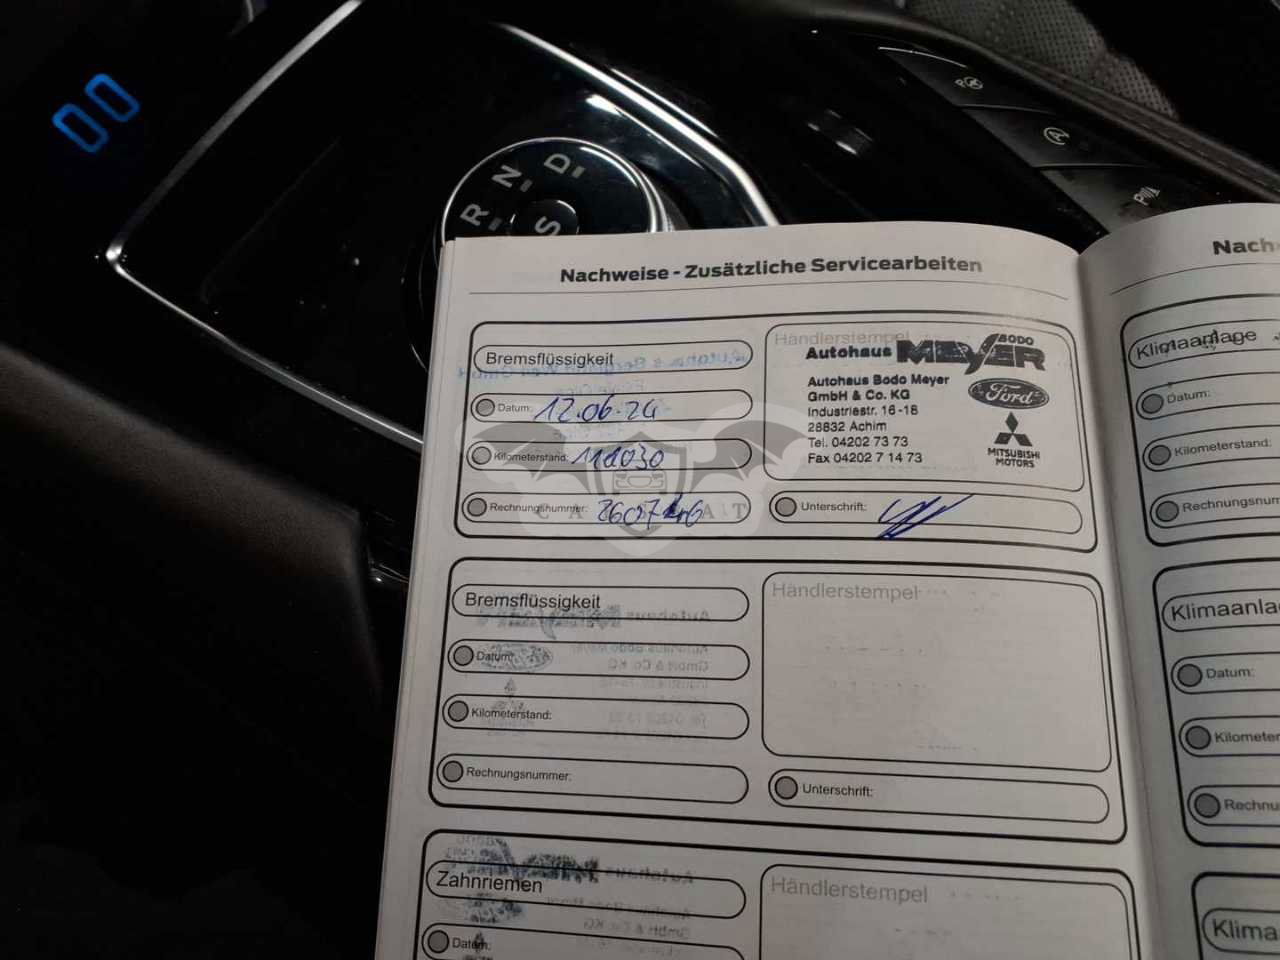 R N D
S
Nachweise - Zusätzliche Servicearbeiten
Bremsflüssigkeit
Datum: 12.06.24
Kilometerstand: 118030
Rechnungsnummer:
Händlerstempel
Autohaus BODO MEYER
Autohaus Bodo Meyer
GmbH & Co. KG
Industriestr. 16-18
28832 Achim
Tel. 04202 73 73
Fax 04202 7 14 73
Ford
MITSUBISHI
MOTORS
Unterschrift:
Bremsflüssigkeit
Datum:
Kilometerstand:
Rechnungsnummer:
Händlerstempel
Unterschrift:
Zahnriemen
Datum:
Händlerstempel
Nachw
Klimaanlage
Datum:
Kilometerstand:
Rechnungsnum
Klimaanla
Datum:
Kilometer
Rechnu
Klima